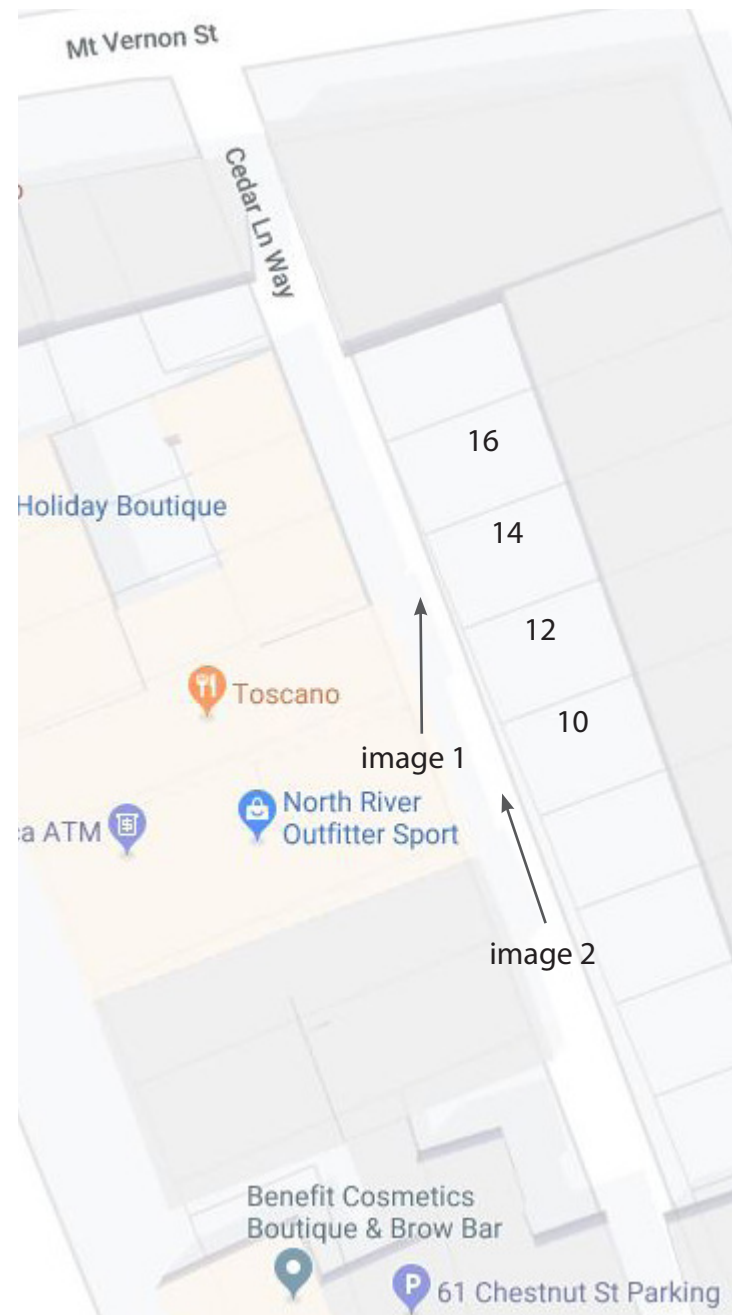 Mt Vernon St
Cedar Ln Way
16
Holiday Boutique
14
12
Toscano
10
image 1
North River
Outfitter Sport
a ATM
image 2
Benefit Cosmetics
Boutique & Brow Bar
61 Chestnut St Parking